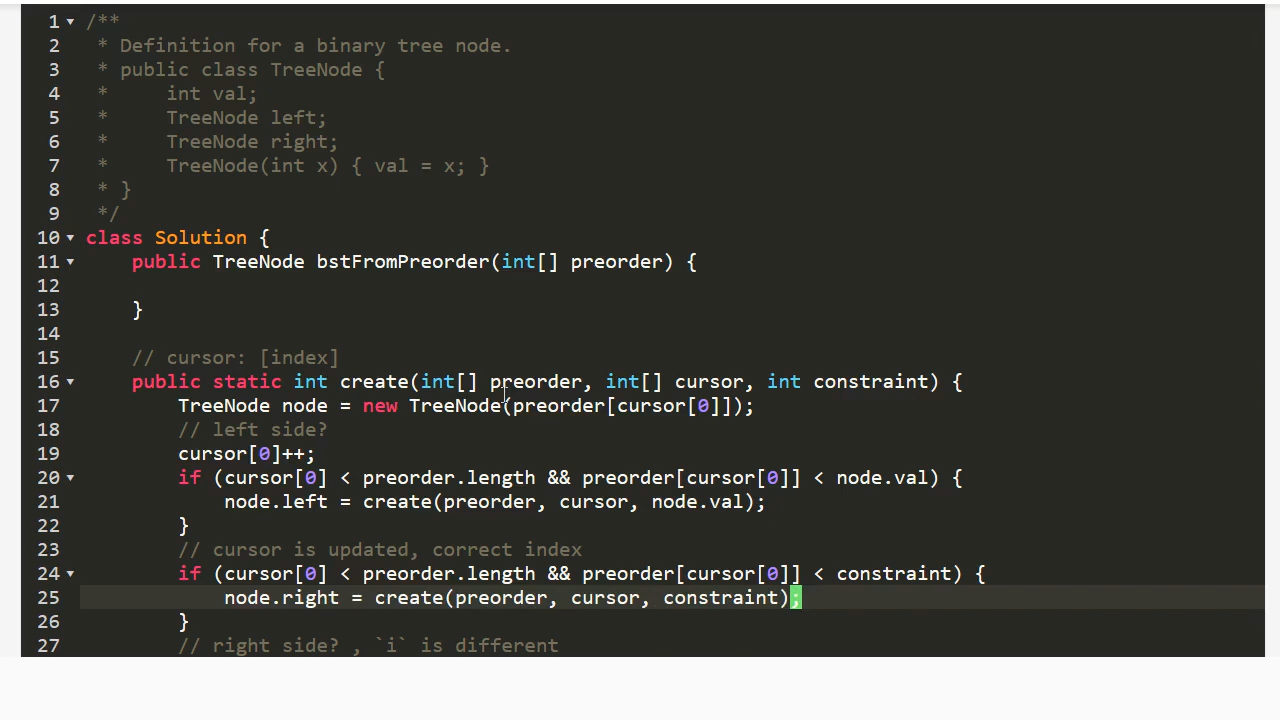 1 /**
2  * Definition for a binary tree node.
3  * public class TreeNode {
4  *     int val;
5  *     TreeNode left;
6  *     TreeNode right;
7  *     TreeNode(int x) { val = x; }
8  * }
9  */
10 class Solution {
11     public TreeNode bstFromPreorder(int[] preorder) {
12
13     }
14
15     // cursor: [index]
16     public static int create(int[] preorder, int[] cursor, int constraint) {
17         TreeNode node = new TreeNode(preorder[cursor[0]]);
18         // left side?
19         cursor[0]++;
20         if (cursor[0] < preorder.length && preorder[cursor[0]] < node.val) {
21             node.left = create(preorder, cursor, node.val);
22         }
23         // cursor is updated, correct index
24         if (cursor[0] < preorder.length && preorder[cursor[0]] < constraint) {
25             node.right = create(preorder, cursor, constraint);
26         }
27         // right side? , `i` is different